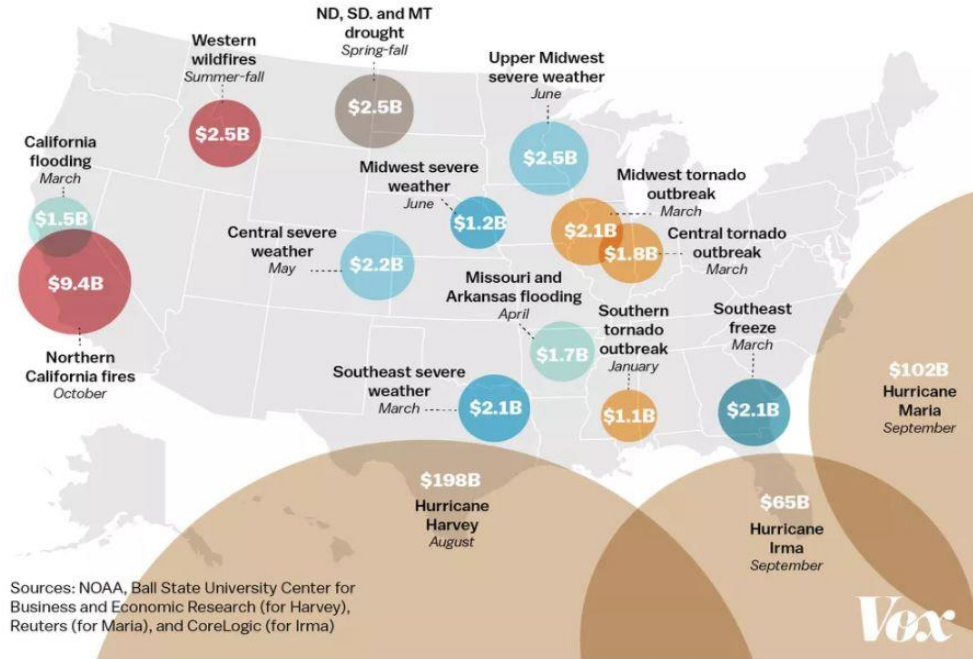 ND, SD. and MT
drought
Spring-fall
$2.5B
Western
wildfires
Summer-fall
$2.5B
Upper Midwest
severe weather
June
$2.5B
California
flooding
March
$1.5B
Midwest severe
weather
June
$1.2B
Midwest tornado
outbreak
March
$2.1B
Central severe
weather
May
$2.2B
Central tornado
outbreak
March
$1.8B
$9.4B
Northern
California fires
October
Missouri and
Arkansas flooding
April
$1.7B
Southern
tornado
outbreak
January
$1.1B
Southeast
freeze
March
$2.1B
Southeast severe
weather
March
$2.1B
$102B
Hurricane
Maria
September
$198B
Hurricane
Harvey
August
$65B
Hurricane
Irma
September
Sources: NOAA, Ball State University Center for
Business and Economic Research (for Harvey),
Reuters (for Maria), and CoreLogic (for Irma)
Vox